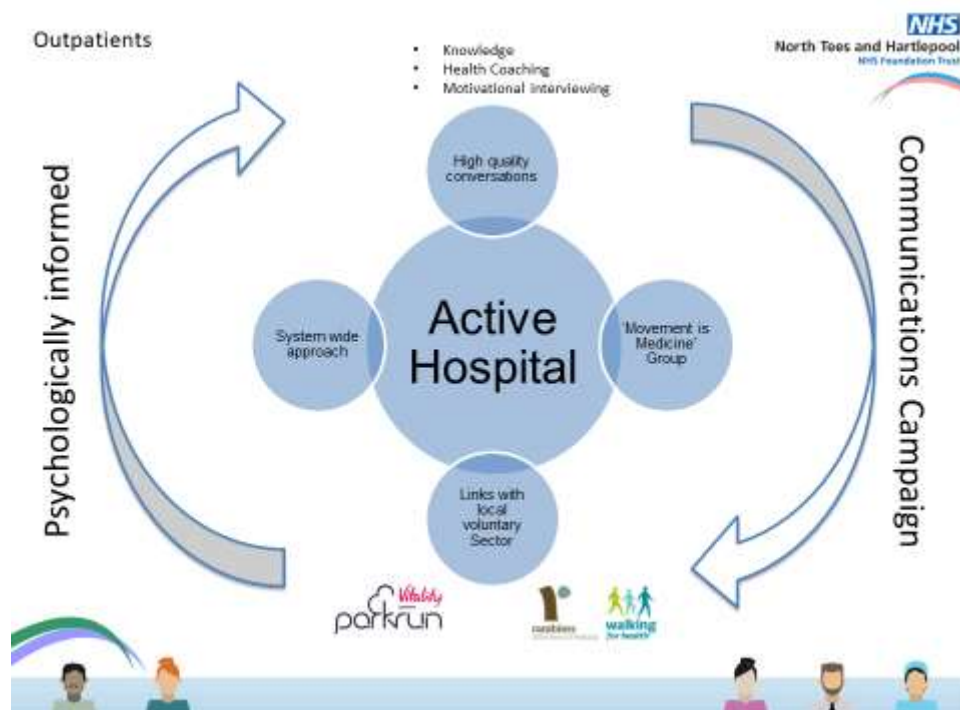 Outpatients
• Knowledge
• Health Coaching
• Motivational interviewing
NHS
North Tees and Hartlepool
NHS Foundation Trust
Psychologically informed
High quality
conversations
System wide
approach
Active
Hospital
'Movement is
Medicine'
Group
Links with
local
voluntary
Sector
Communications Campaign
Vitality
parkrun
ramblers
walking
for health